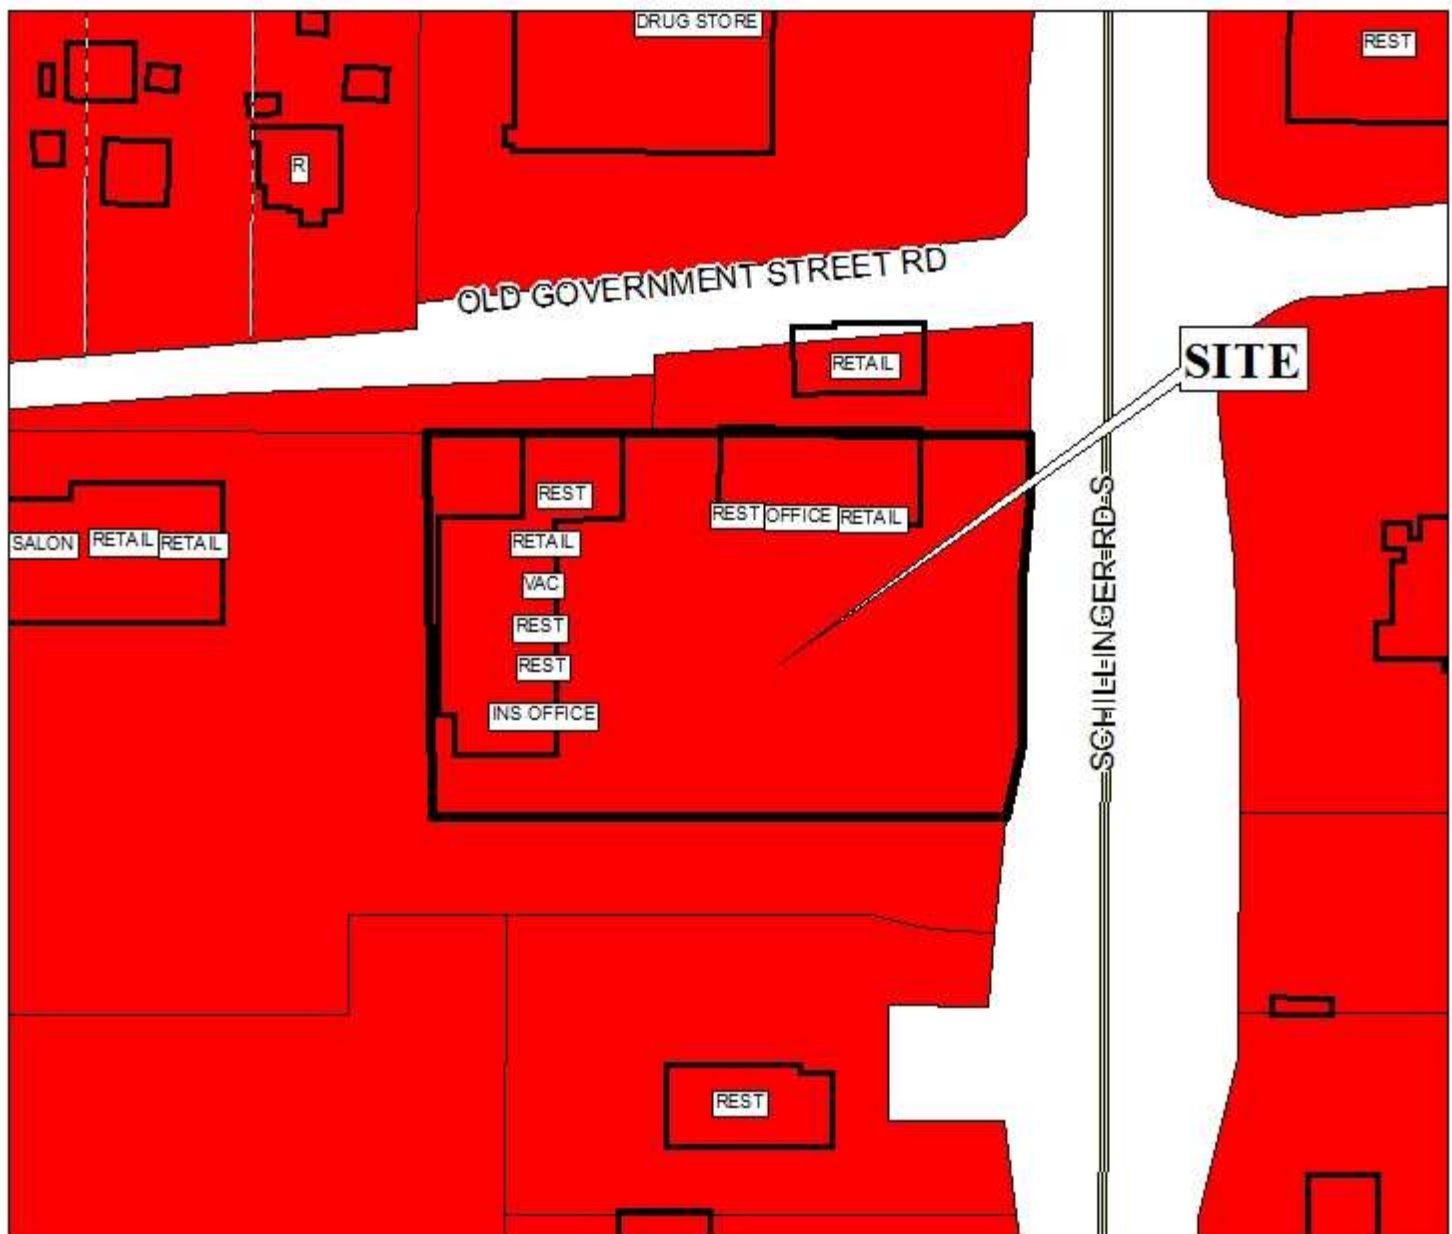 DRUG STORE
REST
R
OLD GOVERNMENT STREET RD
RETAIL
SITE
REST
REST OFFICE RETAIL
SALON RETAIL RETAIL
RETAIL
VAC
REST
REST
INS OFFICE
SCHILLINGER RD S
REST